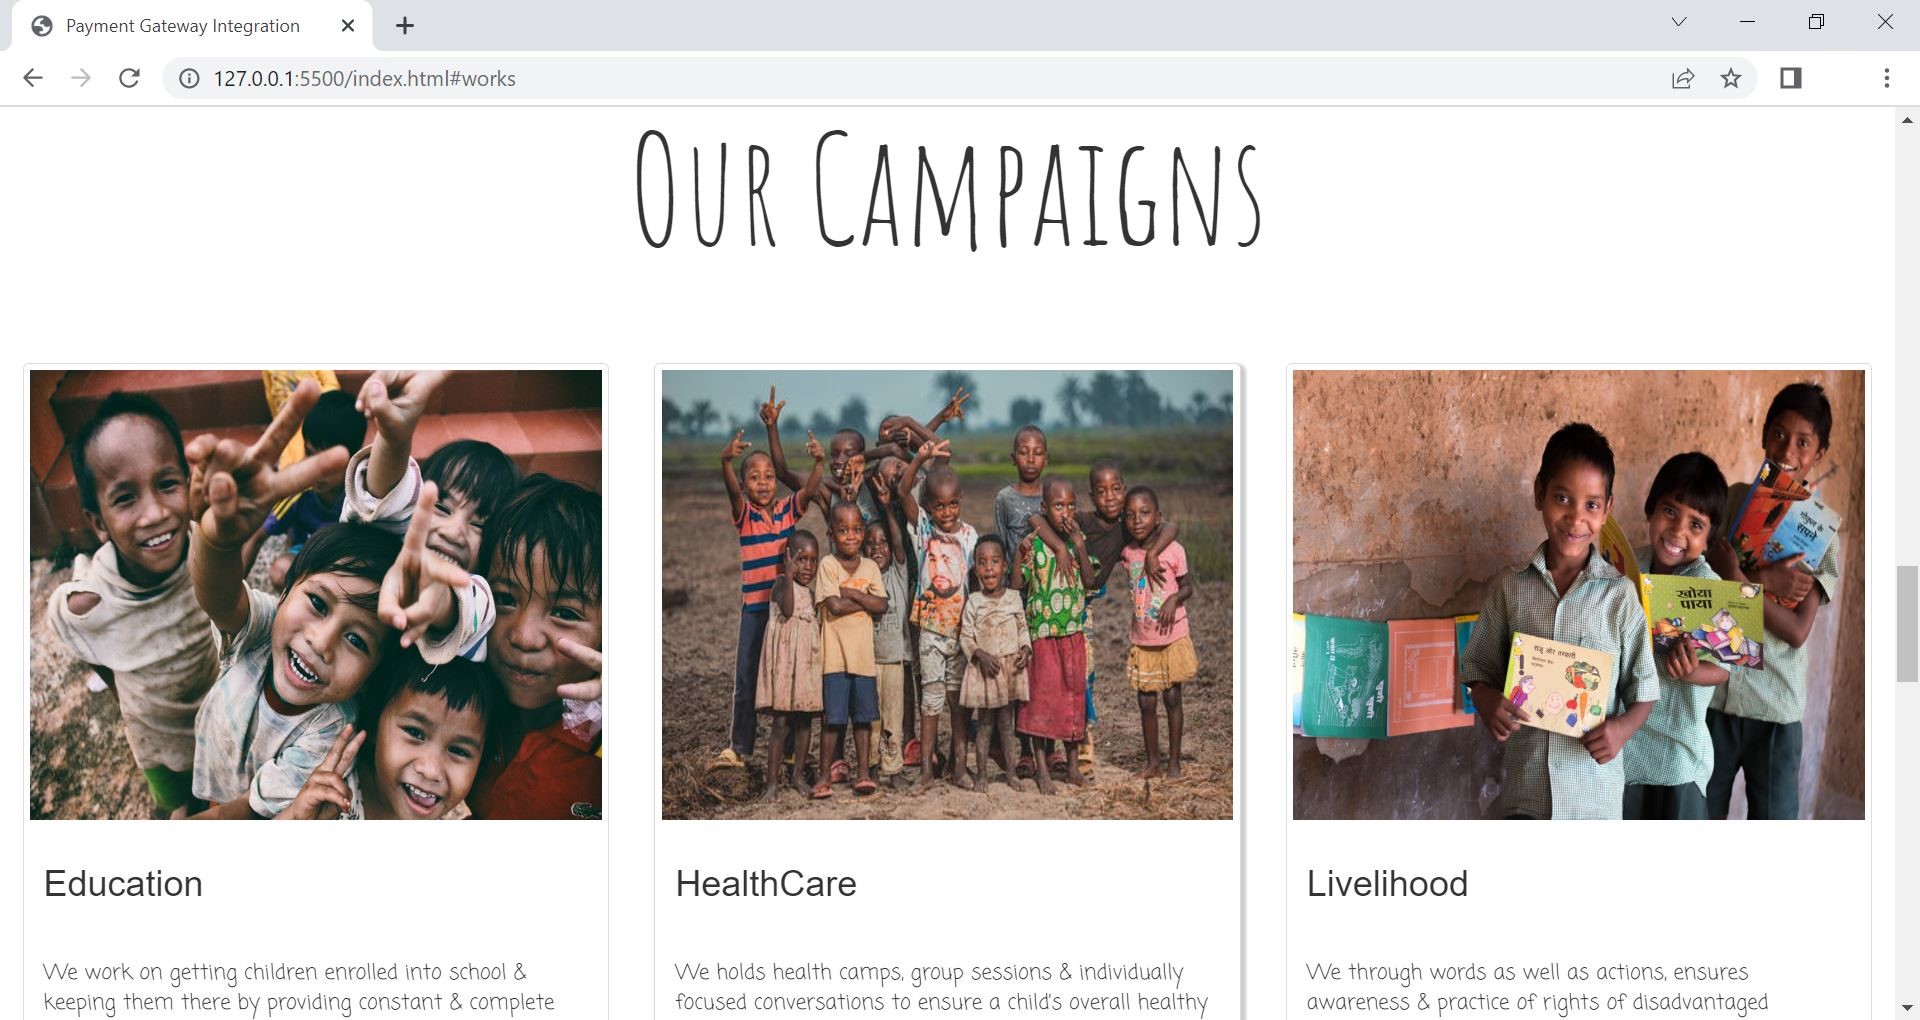 Payment Gateway Integration
127.0.0.1:5500/index.html#works
Our Campaigns
खोया
पाया
सपने
राजू और तरकारी
Education
HealthCare
Livelihood
We work on getting children enrolled into school &
keeping them there by providing constant & complete
We holds health camps, group sessions & individually
focused conversations to ensure a child's overall healthy
We through words as well as actions, ensures
awareness & practice of rights of disadvantaged